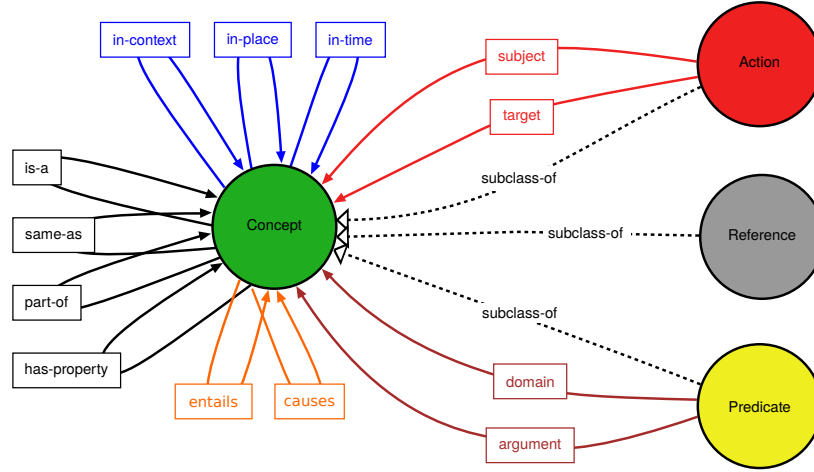 in-context
in-place
in-time
subject
Action
target
is-a
subclass-of
same-as
Concept
subclass-of
Reference
part-of
subclass-of
has-property
domain
entails
causes
Predicate
argument